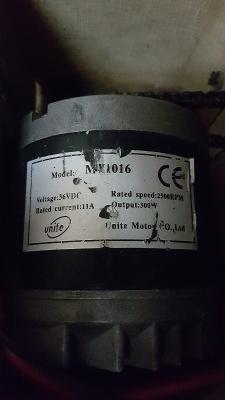 Model: MY1016
CE
Voltage:36VDC Rated speed:2500RPM
Rated current:11A Output:300W
unite Unite Motor CO.,Ltd